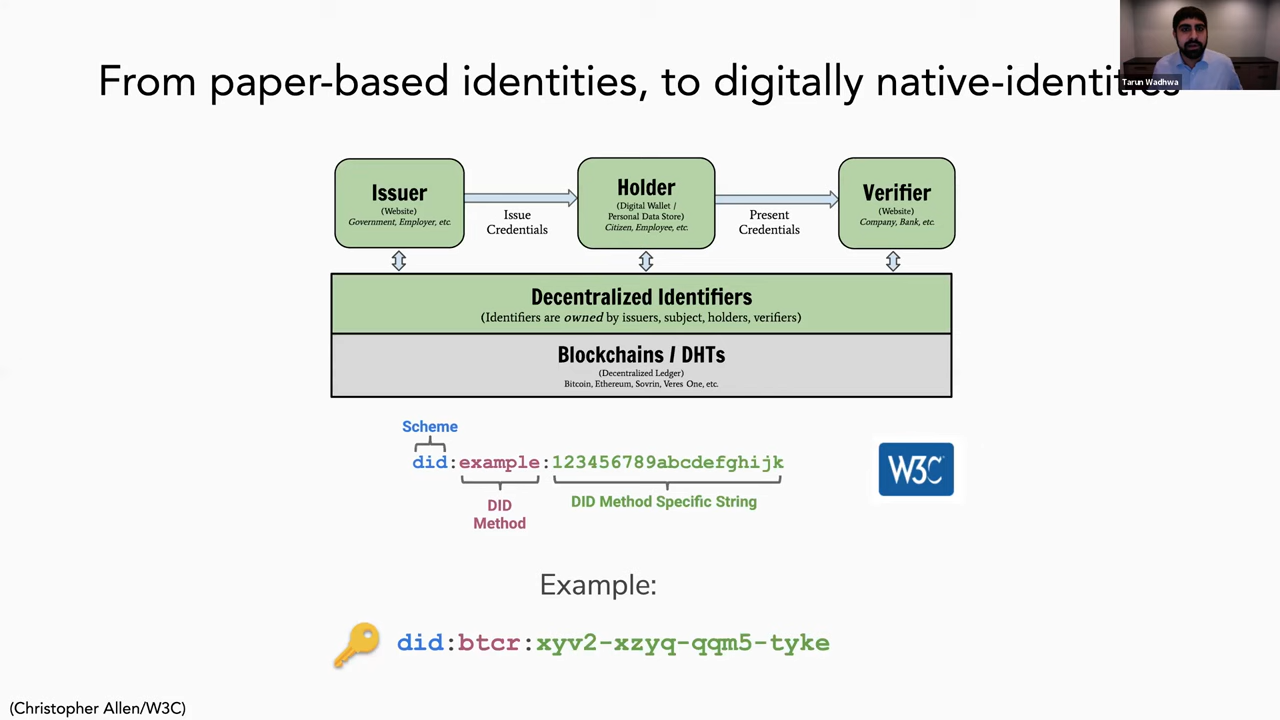 From paper-based identities, to digitally native-identities
Tarun Wadhwa
Issuer
(Website)
Government, Employer, etc.
Issue
Credentials
Holder
(Digital Wallet /
Personal Data Store)
Citizen, Employee, etc.
Present
Credentials
Verifier
(Website)
Company, Bank, etc.
Decentralized Identifiers
(Identifiers are owned by issuers, subject, holders, verifiers)
Blockchains / DHTs
(Decentralized Ledger)
Bitcoin, Ethereum, Sovrin, Veres One, etc.
Scheme
did:example:123456789abcdefghijk
DID
Method
DID Method Specific String
W3C
Example:
did:btcr:xyv2-xzyq-qqm5-tyke
(Christopher Allen/W3C)